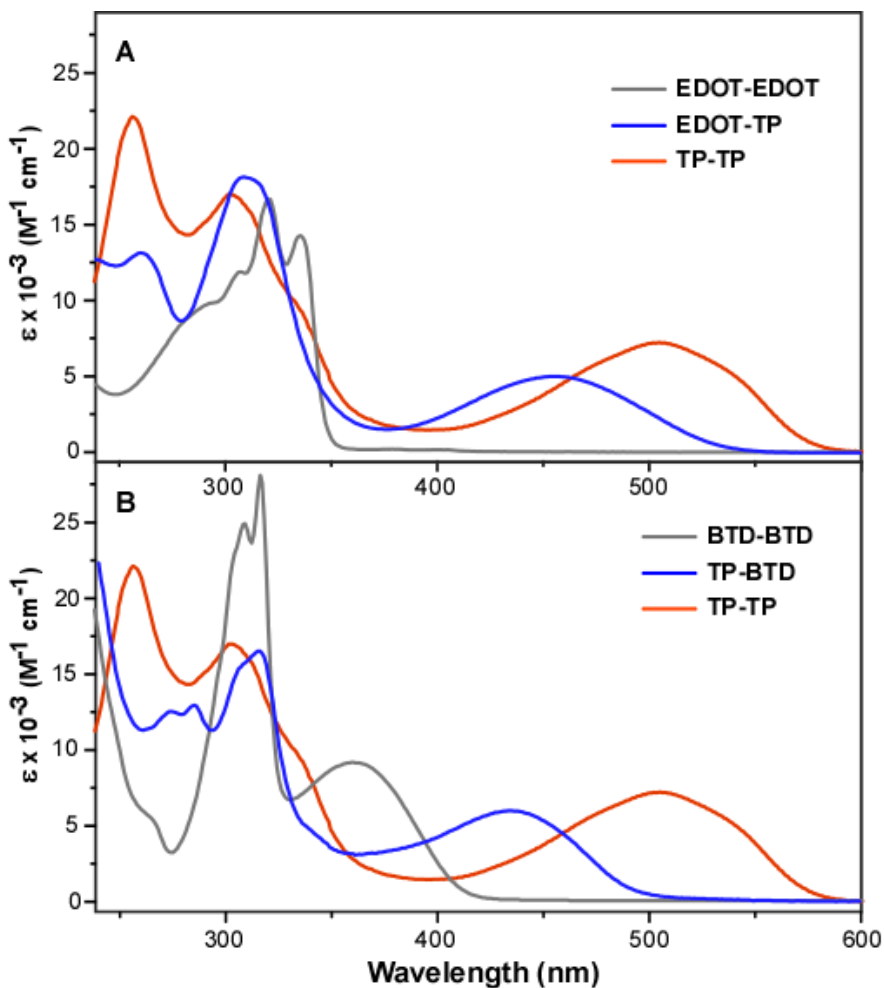 A
EDOT-EDOT
EDOT-TP
TP-TP
25
20
15
10
5
0
ε x 10⁻³ (M⁻¹ cm⁻¹)
300 400 500
B
BTD-BTD
TP-BTD
TP-TP
25
20
15
10
5
0
ε x 10⁻³ (M⁻¹ cm⁻¹)
300 400 500 600
Wavelength (nm)